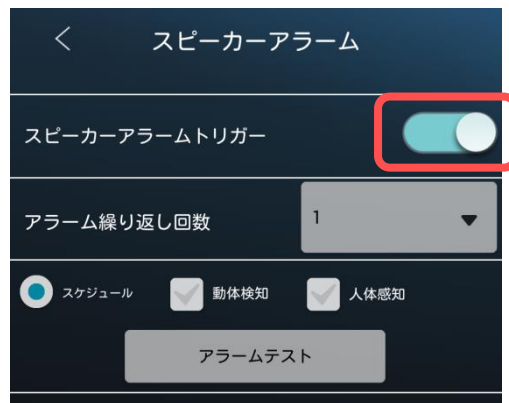 スピーカーアラーム
スピーカーアラームトリガー
アラーム繰り返し回数 1
スケジュール 動体検知 人体感知
アラームテスト